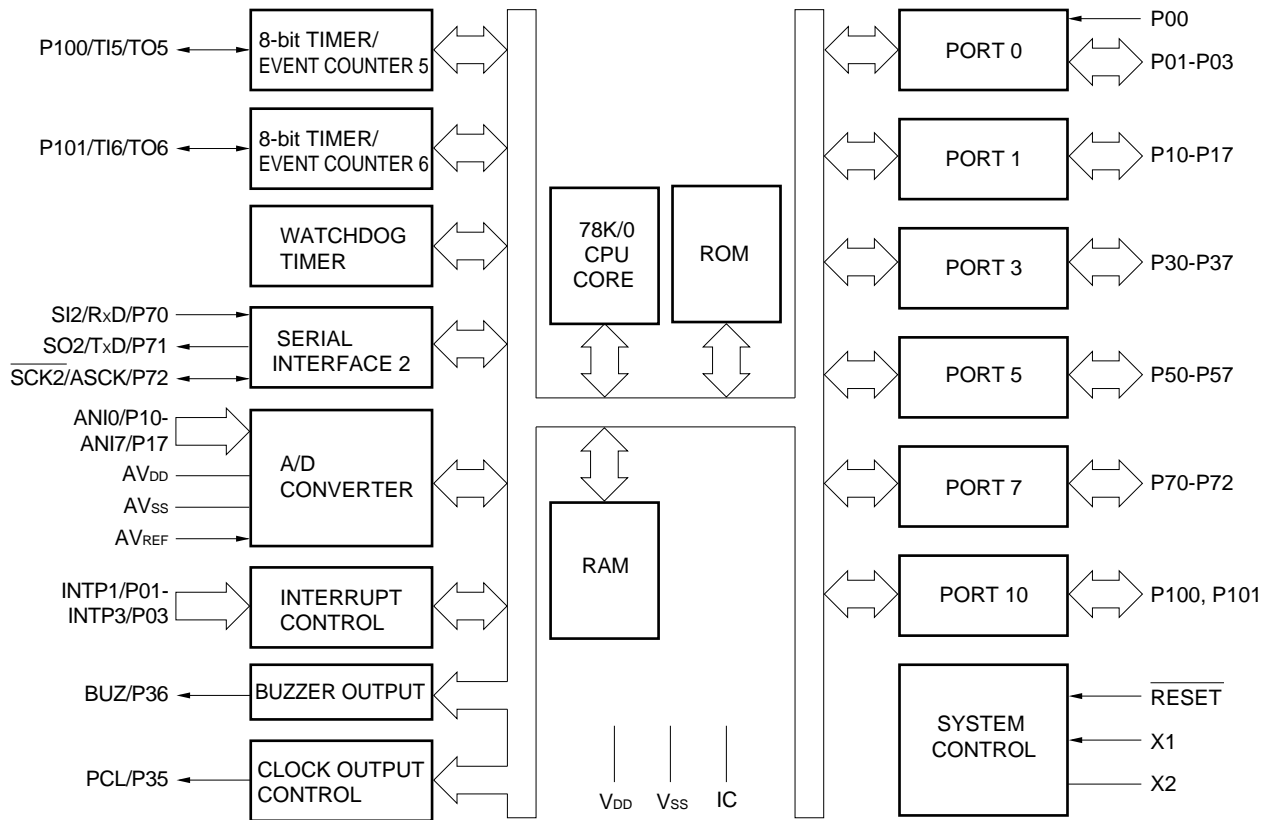 P100/TI5/TO5
8-bit TIMER/
EVENT COUNTER 5
P101/TI6/TO6
8-bit TIMER/
EVENT COUNTER 6
WATCHDOG
TIMER
SI2/RxD/P70
SO2/TxD/P71
SCK2/ASCK/P72
SERIAL
INTERFACE 2
ANI0/P10-
ANI7/P17
AVDD
AVSS
AVREF
A/D
CONVERTER
INTP1/P01-
INTP3/P03
INTERRUPT
CONTROL
BUZ/P36
BUZZER OUTPUT
PCL/P35
CLOCK OUTPUT
CONTROL
78K/0
CPU
CORE
ROM
RAM
VDD
VSS
IC
PORT 0
P00
P01-P03
PORT 1
P10-P17
PORT 3
P30-P37
PORT 5
P50-P57
PORT 7
P70-P72
PORT 10
P100, P101
SYSTEM
CONTROL
RESET
X1
X2